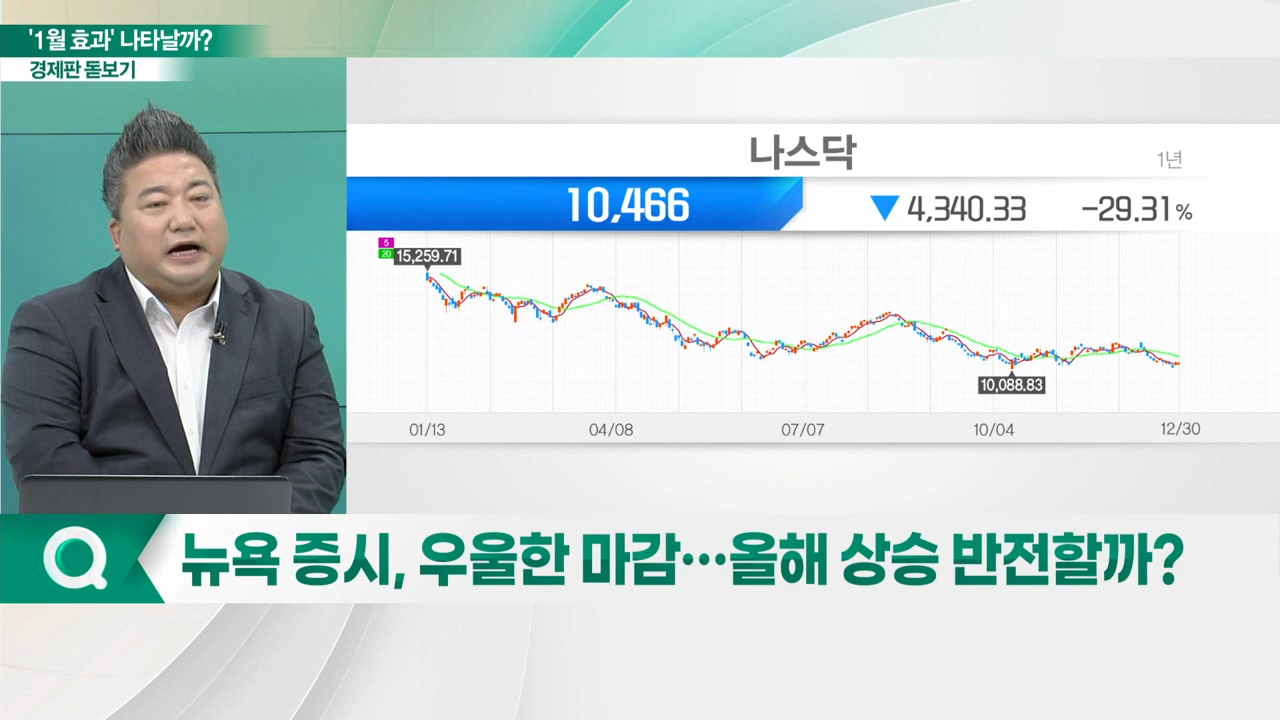 '1월 효과' 나타날까?
경제판 돋보기
나스닥
1년
10,466
▼ 4,340.33 -29.31%
5
20
15,259.71
10,088.83
01/13 04/08 07/07 10/04 12/30
뉴욕 증시, 우울한 마감…올해 상승 반전할까?